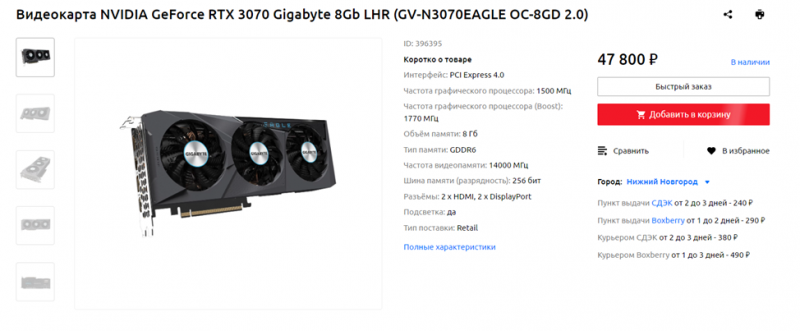 Видеокарта NVIDIA GeForce RTX 3070 Gigabyte 8Gb LHR (GV-N3070EAGLE OC-8GD 2.0)
ID: 396395
Коротко о товаре
Интерфейс: PCI Express 4.0
Частота графического процессора: 1500 МГц
Частота графического процессора (Boost):
1770 МГц
Объём памяти: 8 Гб
Тип памяти: GDDR6
Частота видеопамяти: 14000 МГц
Шина памяти (разрядность): 256 бит
Разъёмы: 2 x HDMI, 2 x DisplayPort
Подсветка: да
Тип поставки: Retail
Полные характеристики
47 800 ₽
В наличии
Быстрый заказ
Добавить в корзину
Сравнить
В избранное
Город: Нижний Новгород
Пункт выдачи СДЭК от 2 до 3 дней - 240 ₽
Пункт выдачи Boxberry от 1 до 2 дней - 290 ₽
Курьером СДЭК от 2 до 3 дней - 380 ₽
Курьером Boxberry от 1 до 3 дней - 490 ₽
EAGLE
GIGABYTE
GIGABYTE
GIGABYTE